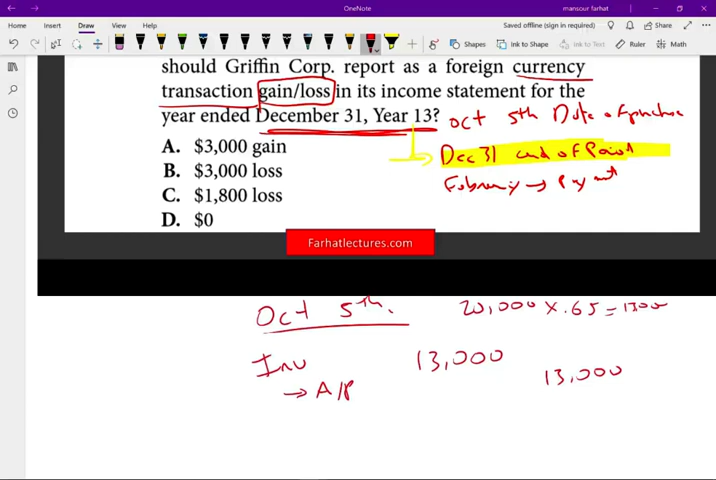 OneNote
mansour farhat
Home Insert Draw View Help
Saved offline (sign in required) Share
Shapes Ink to Shape Ink to Text Ruler Math
should Griffin Corp. report as a foreign currency
transaction gain/loss in its income statement for the
year ended December 31, Year 13?
oct 5th Date of purchase
Dec 31 end of Period
A. $3,000 gain
B. $3,000 loss
February → Payment
C. $1,800 loss
D. $0
Farhatlectures.com
Oct 5th. 20,000 x .65 = 1300
Inv 13,000
→ A/P 13,000